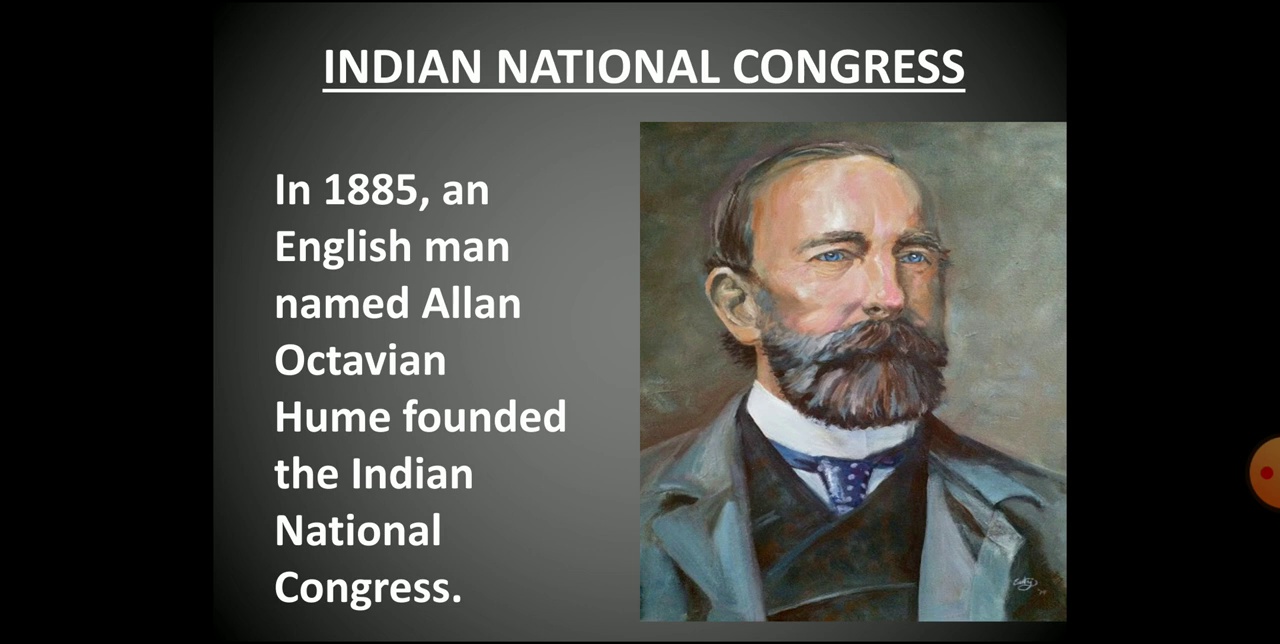 INDIAN NATIONAL CONGRESS
In 1885, an
English man
named Allan
Octavian
Hume founded
the Indian
National
Congress.